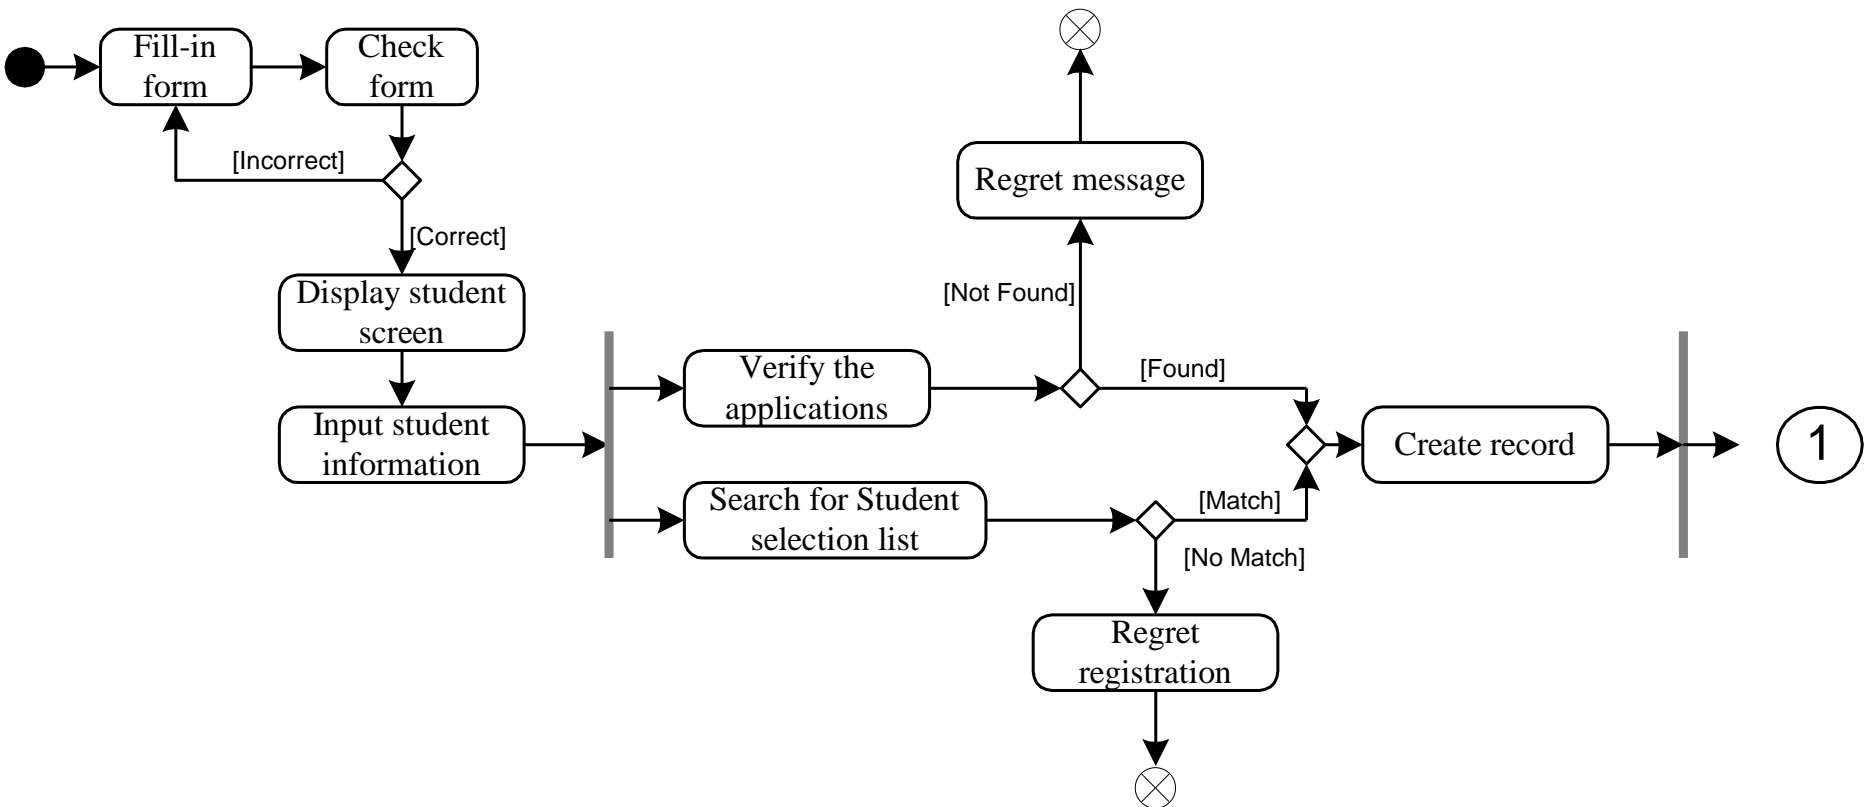 Fill-in
form
Check
form
[Incorrect]
[Correct]
Display student
screen
Input student
information
Verify the
applications
Search for Student
selection list
[Not Found]
Regret message
[Found]
[Match]
[No Match]
Regret
registration
Create record
1